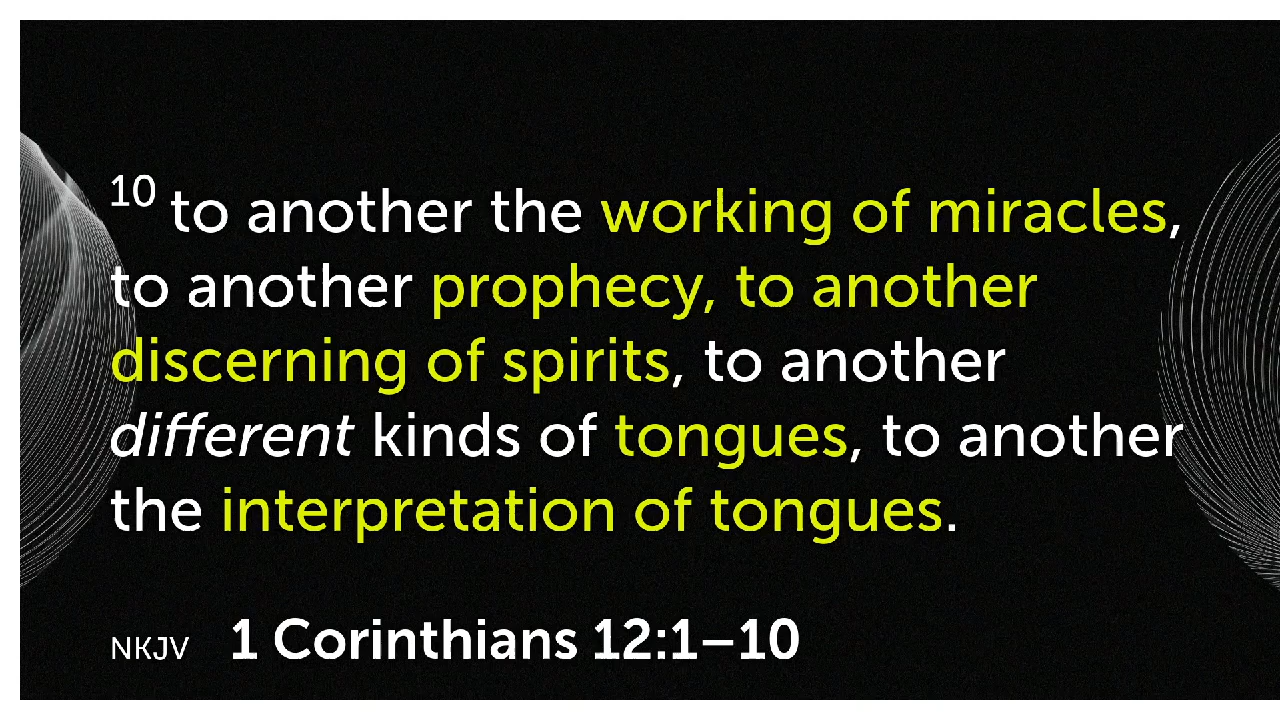 10 to another the working of miracles,
to another prophecy, to another
discerning of spirits, to another
different kinds of tongues, to another
the interpretation of tongues.
NKJV 1 Corinthians 12:1–10